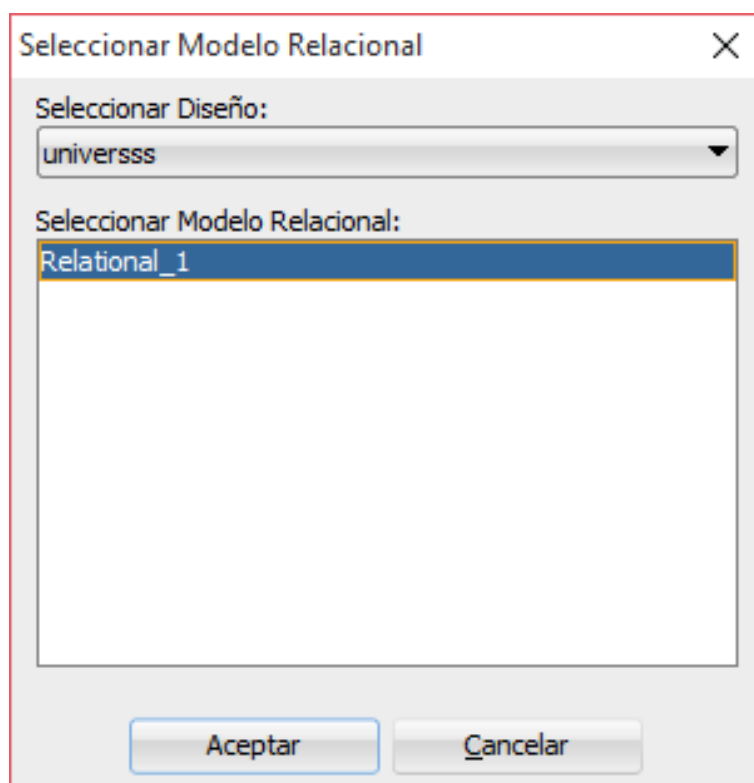 Seleccionar Modelo Relacional
Seleccionar Diseño:
universss
Seleccionar Modelo Relacional:
Relational_1
Aceptar
Cancelar